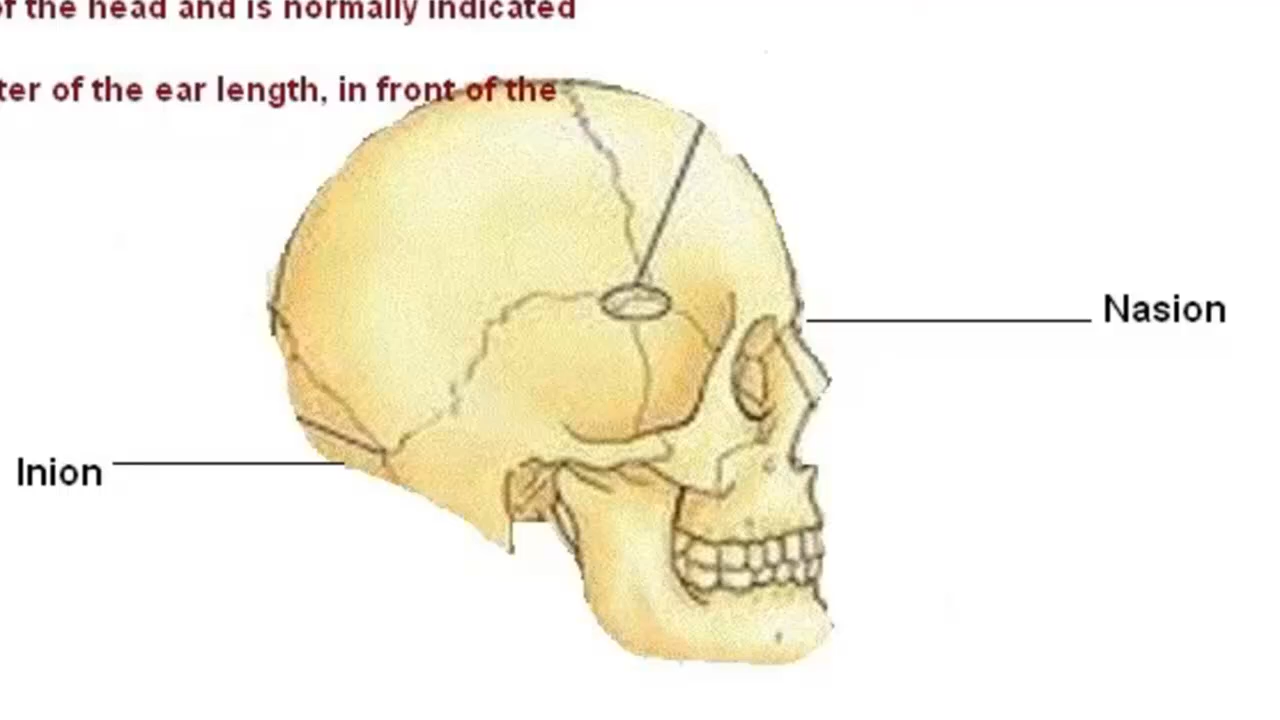 of the head and is normally indicated
ter of the ear length, in front of the
Nasion
Inion